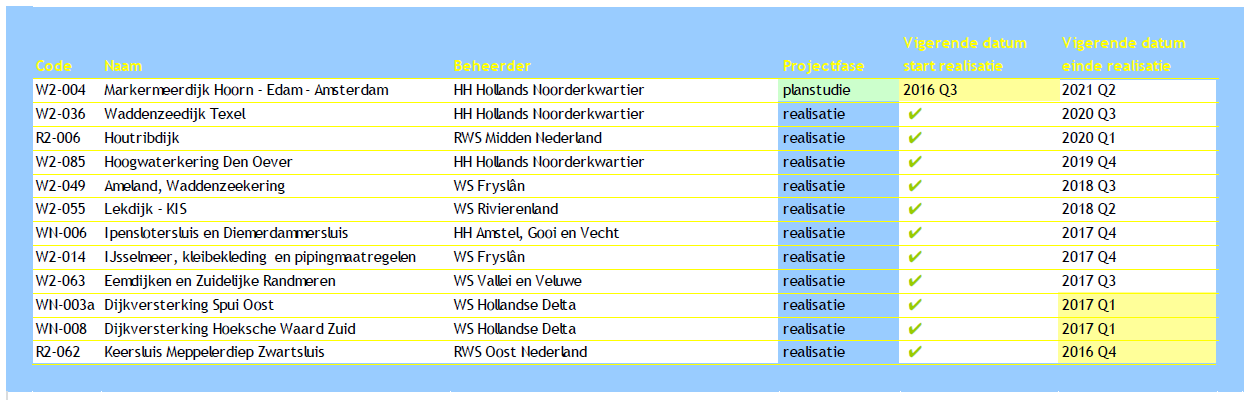 Vigerende datum Vigerende datum
Code Naam Beheerder Projectfase start realisatie einde realisatie
W2-004 Markermeerdijk Hoorn - Edam - Amsterdam HH Hollands Noorderkwartier planstudie 2016 Q3 2021 Q2
W2-036 Waddenzeedijk Texel HH Hollands Noorderkwartier realisatie ✔ 2020 Q3
R2-006 Houtribdijk RWS Midden Nederland realisatie ✔ 2020 Q1
W2-085 Hoogwaterkering Den Oever HH Hollands Noorderkwartier realisatie ✔ 2019 Q4
W2-049 Ameland, Waddenzeekering WS Fryslân realisatie ✔ 2018 Q3
W2-055 Lekdijk - KIS WS Rivierenland realisatie ✔ 2018 Q2
WN-006 Ipenslotersluis en Diemerdammersluis HH Amstel, Gooi en Vecht realisatie ✔ 2017 Q4
W2-014 IJsselmeer, kleibekleding en pipingmaatregelen WS Fryslân realisatie ✔ 2017 Q4
W2-063 Eemdijken en Zuidelijke Randmeren WS Vallei en Veluwe realisatie ✔ 2017 Q3
WN-003a Dijkversterking Spui Oost WS Hollandse Delta realisatie ✔ 2017 Q1
WN-008 Dijkversterking Hoeksche Waard Zuid WS Hollandse Delta realisatie ✔ 2017 Q1
R2-062 Keersluis Meppelerdiep Zwartsluis RWS Oost Nederland realisatie ✔ 2016 Q4